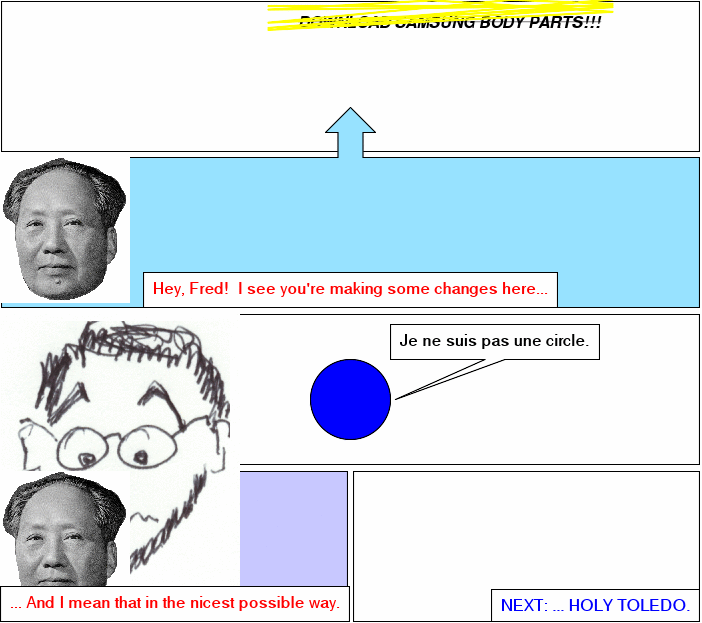 DOWNLOAD SAMSUNG BODY PARTS!!!
Hey, Fred! I see you're making some changes here...
Je ne suis pas une circle.
... And I mean that in the nicest possible way.
NEXT: ... HOLY TOLEDO.